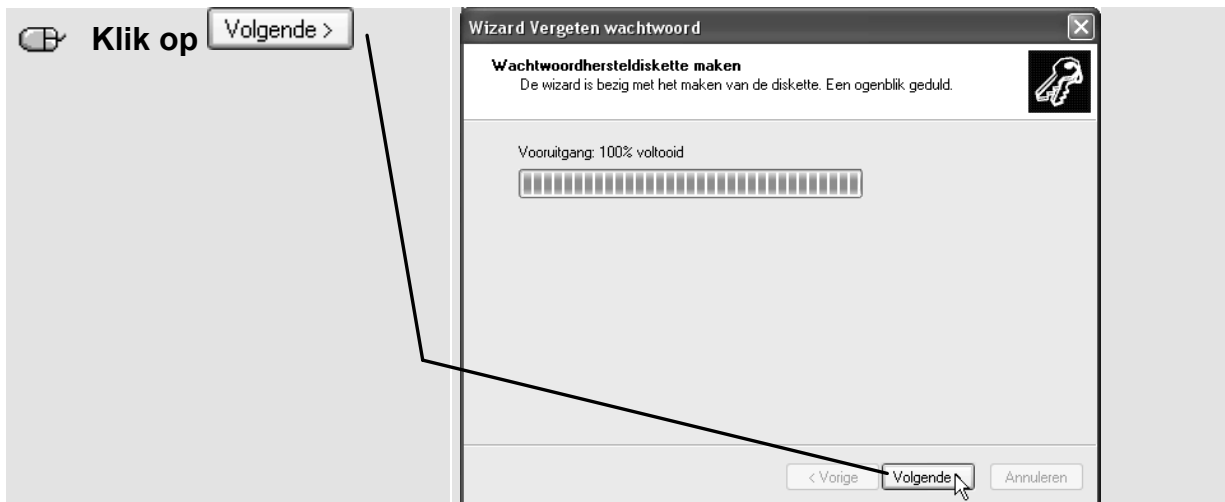 Klik op Volgende >
Wizard Vergeten wachtwoord
Wachtwoordhersteldiskette maken
De wizard is bezig met het maken van de diskette. Een ogenblik geduld.
Vooruitgang: 100% voltooid
< Vorige Volgende Annuleren